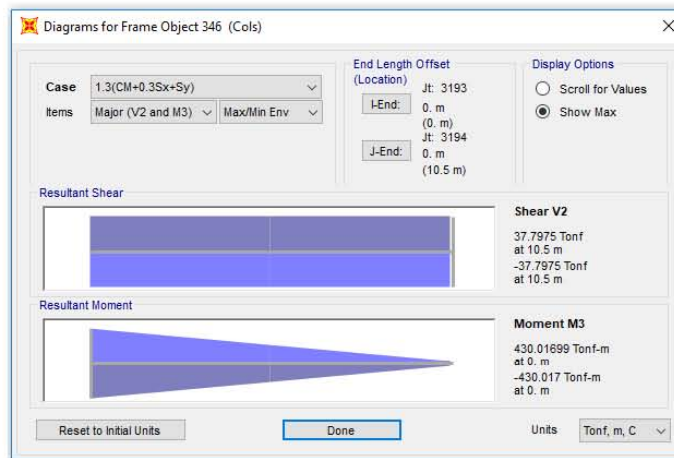 Diagrams for Frame Object 346 (Cols)
Case 1.3(CM+0.3Sx+Sy)
Items Major (V2 and M3) Max/Min Env
End Length Offset
(Location)
I-End:
Jt: 3193
0. m
(0. m)
J-End:
Jt: 3194
0. m
(10.5 m)
Display Options
Scroll for Values
Show Max
Resultant Shear
Shear V2
37.7975 Tonf
at 10.5 m
-37.7975 Tonf
at 10.5 m
Resultant Moment
Moment M3
430.01699 Tonf-m
at 0. m
-430.017 Tonf-m
at 0. m
Reset to Initial Units Done Units Tonf, m, C